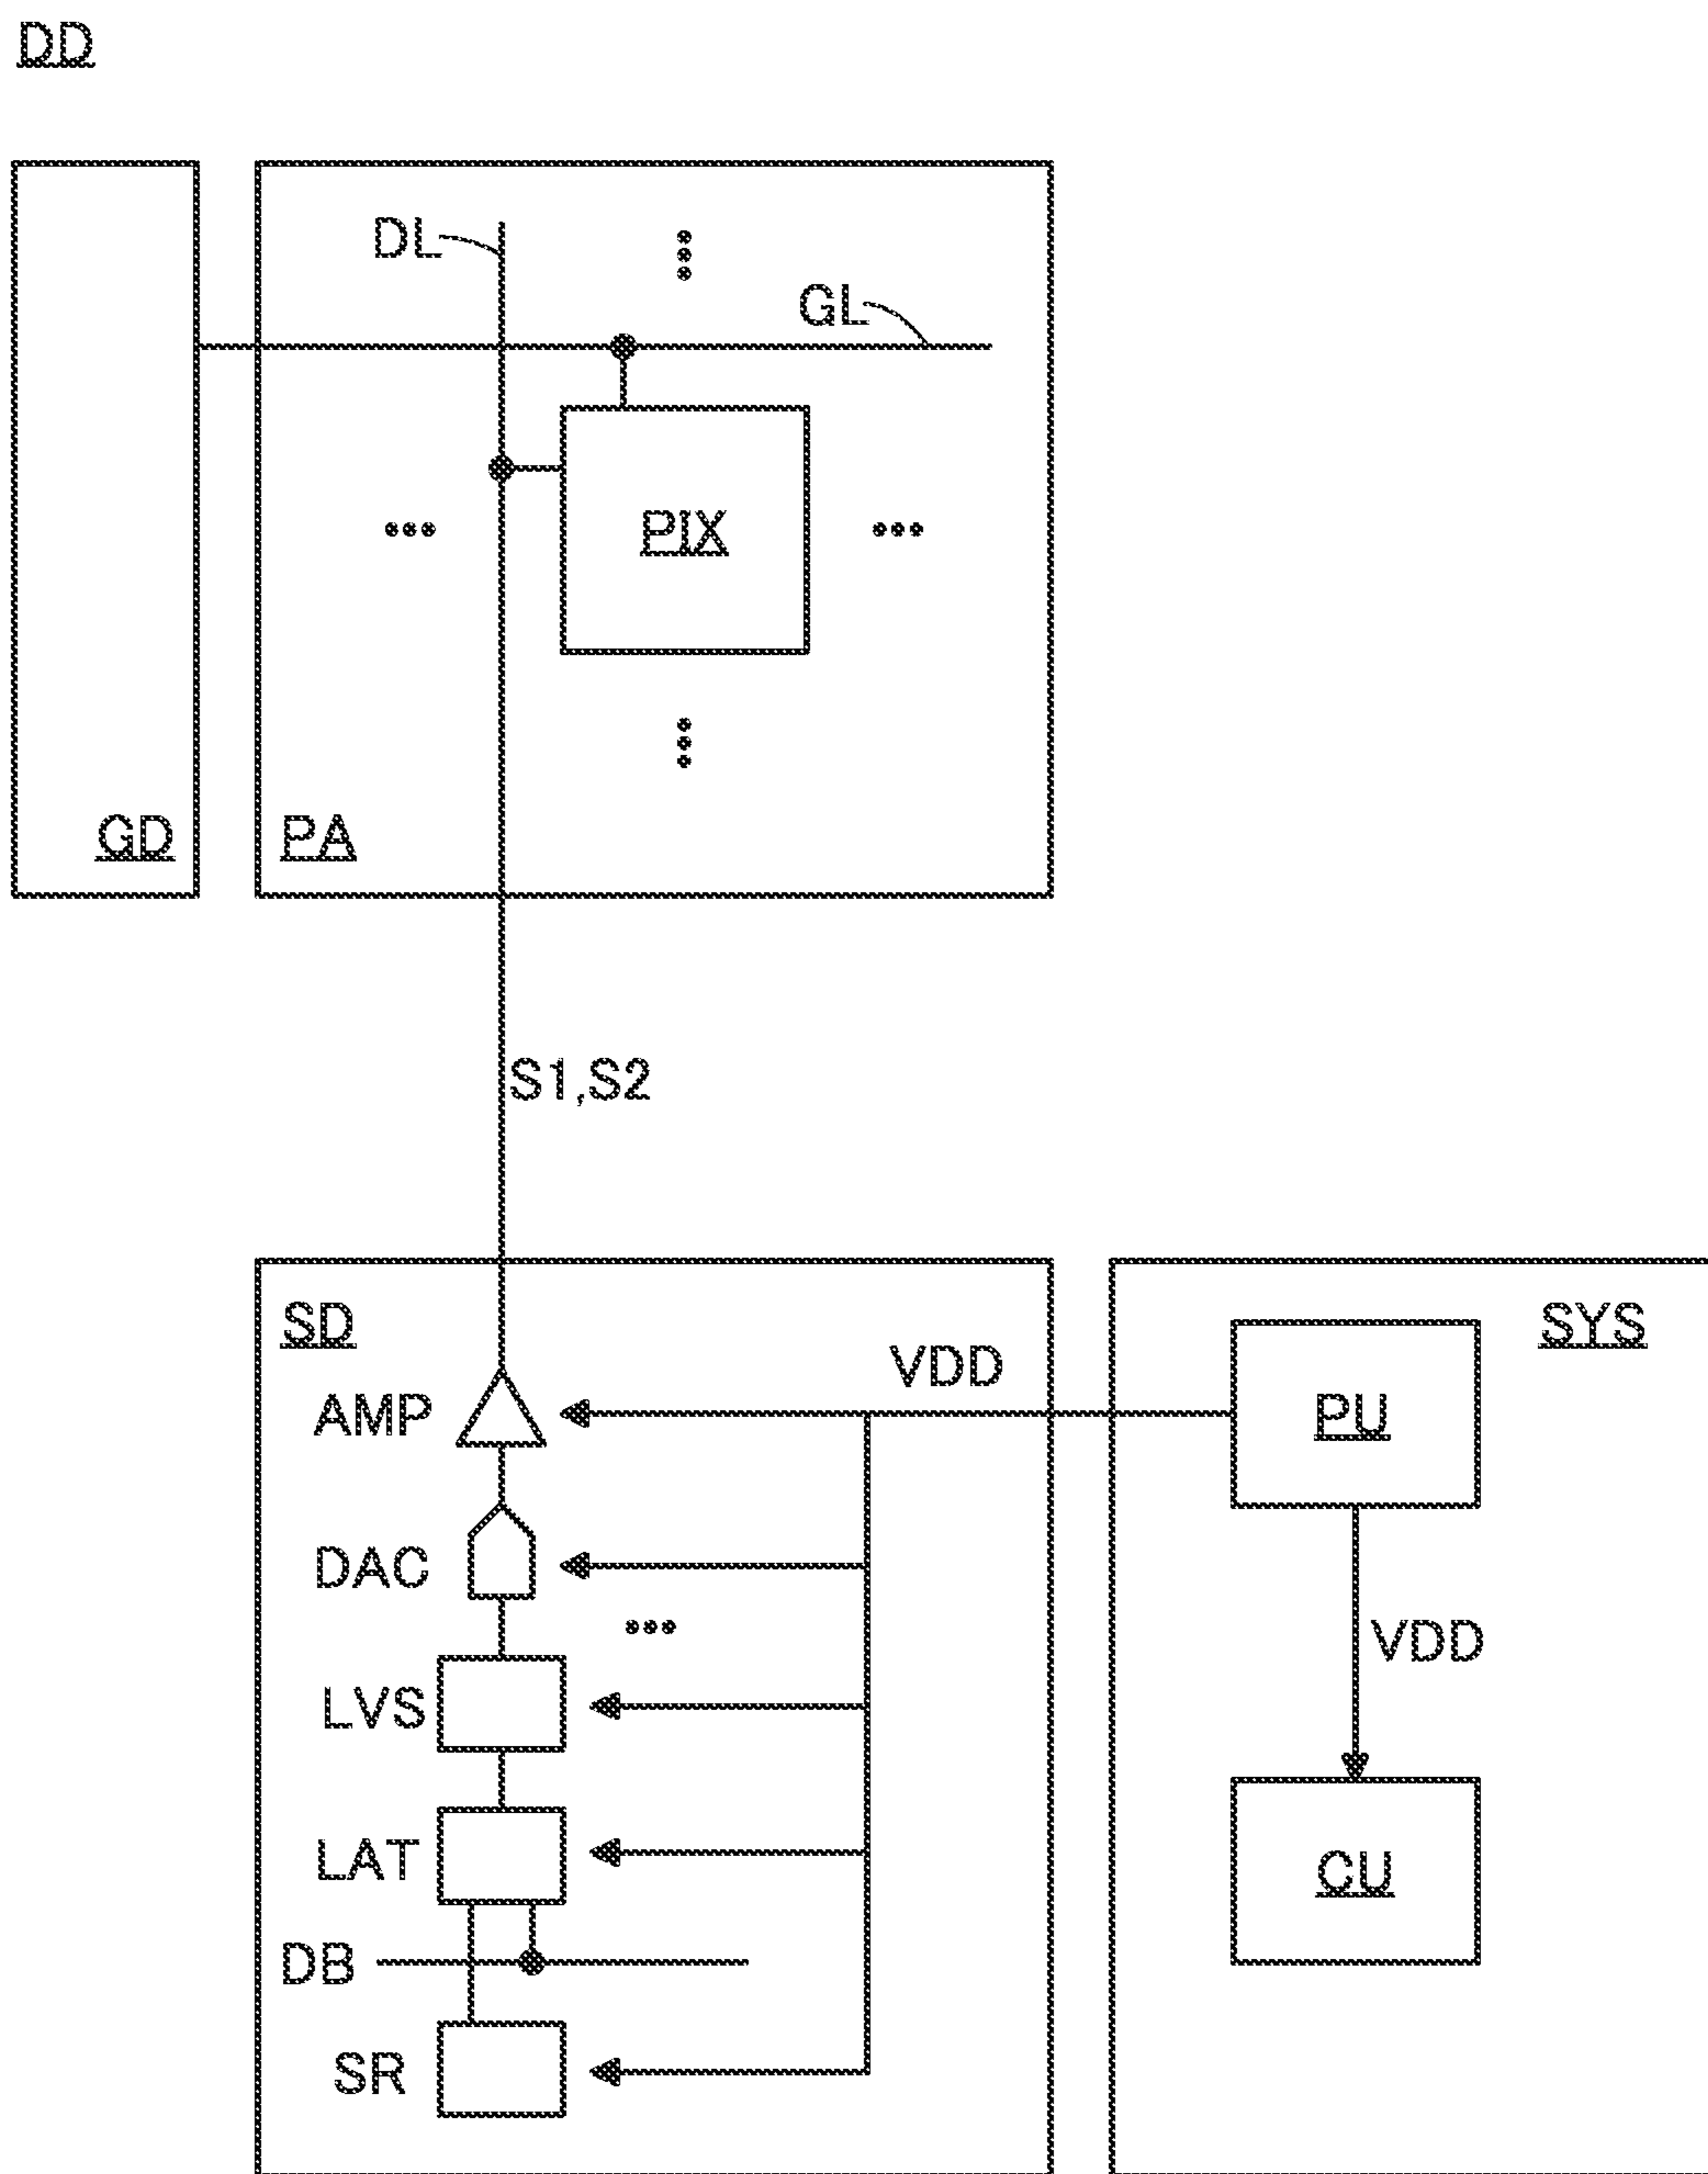 DD
DL
GL
PIX
GD
PA
S1,S2
SD
SYS
VDD
AMP
PU
DAC
VDD
LVS
LAT
CU
DB
SR